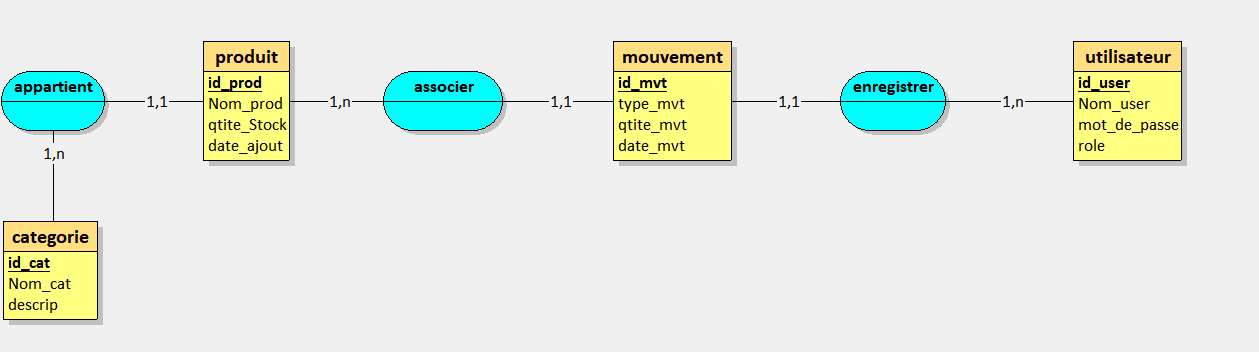 produit
id_prod
Nom_prod
qtite_Stock
date_ajout
mouvement
id_mvt
type_mvt
qtite_mvt
date_mvt
utilisateur
id_user
Nom_user
mot_de_passe
role
appartient
1,1
1,n
associer
1,1
1,1
enregistrer
1,n
1,n
categorie
id_cat
Nom_cat
descrip